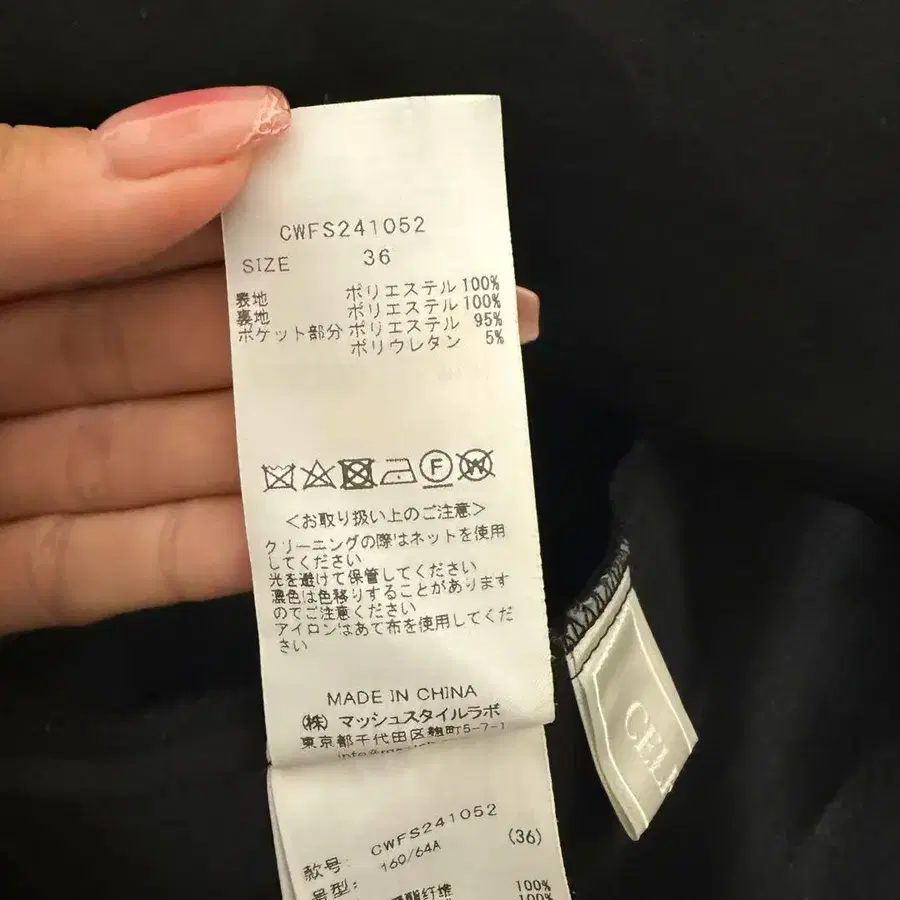 CWFS241052
SIZE 36
表地 ポリエステル 100%
裏地 ポリエステル 100%
ポケット部分 ポリエステル 95%
ポリウレタン 5%
F
W
<お取り扱い上のご注意>
クリーニングの際はネットを使用
してください
光を避けて保管してください
濃色は色移りすることがあります
のでご注意ください
アイロンはあて布を使用してくだ
さい
MADE IN CHINA
(株) マッシュスタイルラボ
東京都千代田区麹町5-7-1
款号: CWFS241052
号型: 160/64A (36)
100%
100%